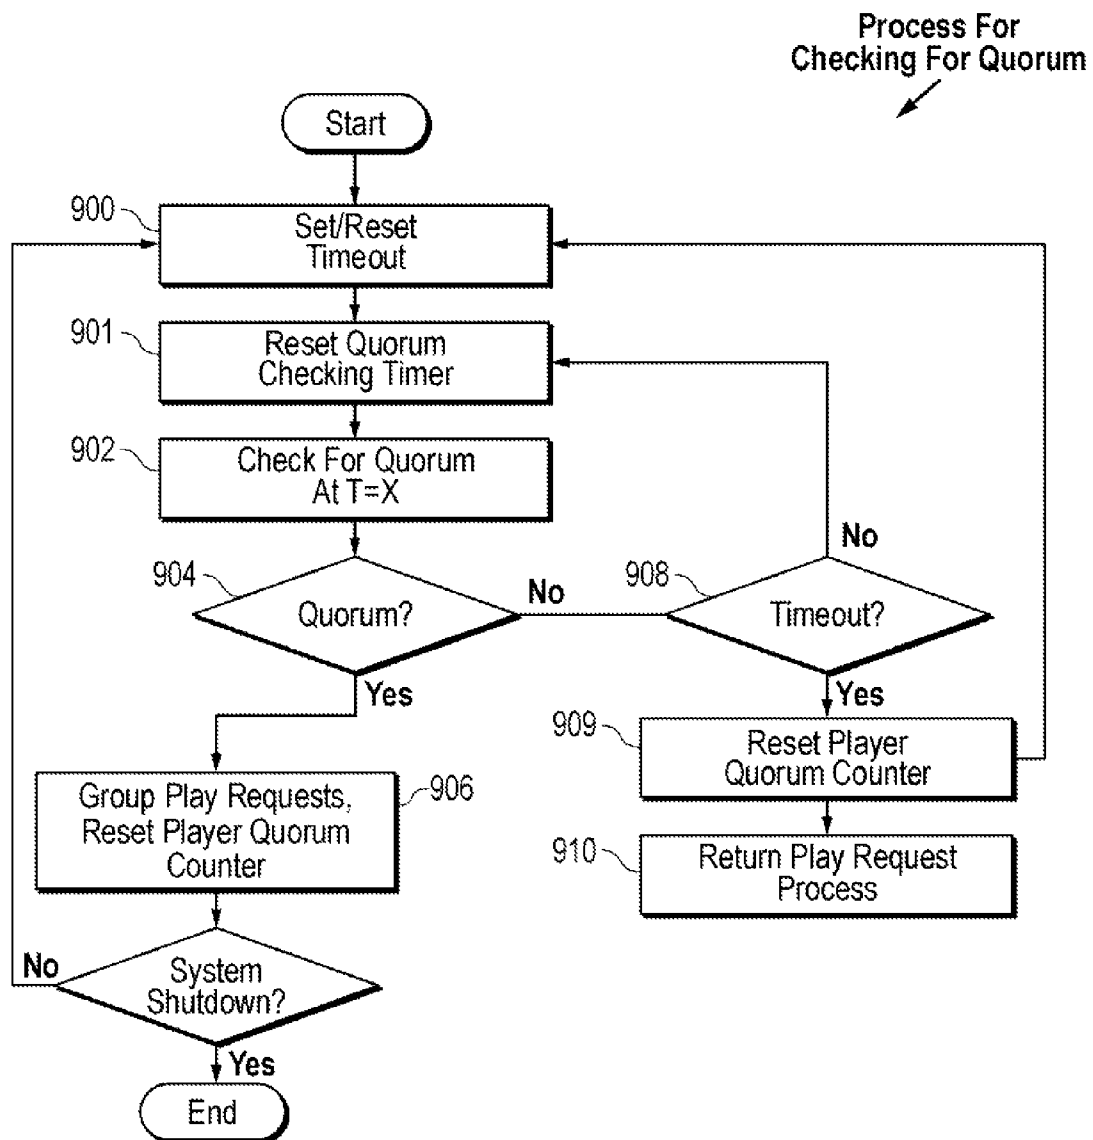 Process For
Checking For Quorum
Start
900
Set/Reset
Timeout
901
Reset Quorum
Checking Timer
902
Check For Quorum
At T=X
No
904
908
Quorum?
No
Timeout?
Yes
Yes
909
Reset Player
Quorum Counter
Group Play Requests,
Reset Player Quorum
Counter
906
910
Return Play Request
Process
No
System
Shutdown?
Yes
End